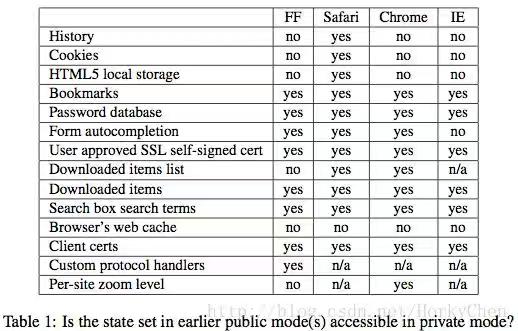 FF Safari Chrome IE
History no yes no no
Cookies no yes no no
HTML5 local storage no yes no no
Bookmarks yes yes yes yes
Password database yes yes yes yes
Form autocompletion yes yes yes no
User approved SSL self-signed cert yes yes yes yes
Downloaded items list no yes yes n/a
Downloaded items yes yes yes yes
Search box search terms yes yes yes yes
Browser's web cache no no no no
Client certs yes yes yes yes
Custom protocol handlers yes n/a n/a n/a
Per-site zoom level no n/a yes n/a
http://blog.csdn.net/HorkyChen
Table 1: Is the state set in earlier public mode(s) accessible in private mode?